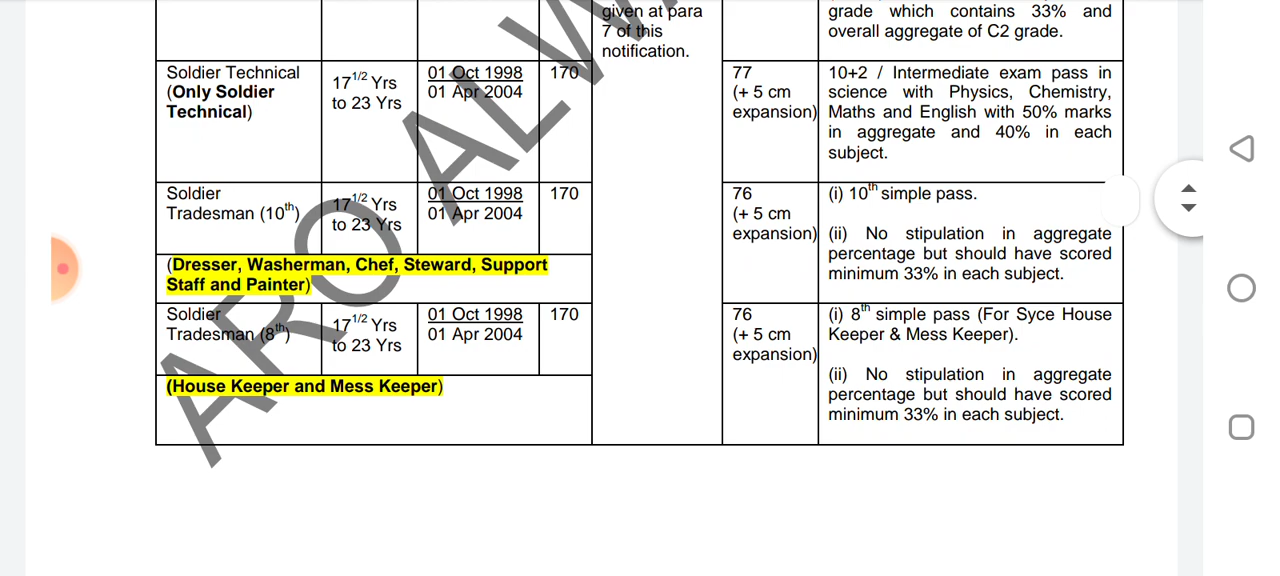 given at para
7 of this
notification.
grade which contains 33% and
overall aggregate of C2 grade.
Soldier Technical
(Only Soldier
Technical)
17 1/2 Yrs
to 23 Yrs
01 Oct 1998
01 Apr 2004
170
77
(+ 5 cm
expansion)
10+2 / Intermediate exam pass in
science with Physics, Chemistry,
Maths and English with 50% marks
in aggregate and 40% in each
subject.
Soldier
Tradesman (10th)
17 1/2 Yrs
to 23 Yrs
01 Oct 1998
01 Apr 2004
170
76
(+ 5 cm
expansion)
(i) 10th simple pass.
(ii) No stipulation in aggregate
percentage but should have scored
minimum 33% in each subject.
(Dresser, Washerman, Chef, Steward, Support
Staff and Painter)
Soldier
Tradesman (8th)
17 1/2 Yrs
to 23 Yrs
01 Oct 1998
01 Apr 2004
170
76
(+ 5 cm
expansion)
(i) 8th simple pass (For Syce House
Keeper & Mess Keeper).
(ii) No stipulation in aggregate
percentage but should have scored
minimum 33% in each subject.
(House Keeper and Mess Keeper)
ARO ALW